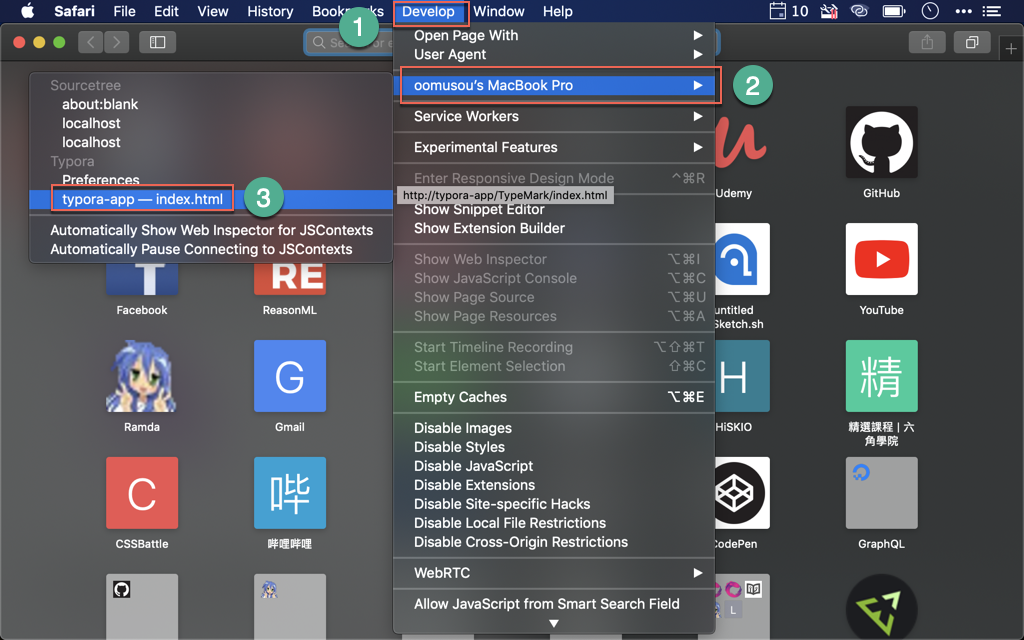 Safari File Edit View History Bookmarks Develop Window Help 10
1
Open Page With
User Agent
oomusou's MacBook Pro
2
Service Workers
Experimental Features
Enter Responsive Design Mode ⌃⌘R
http://typora-app/TypeMark/index.html
Show Snippet Editor
Show Extension Builder
Show Web Inspector ⌥⌘I
Show JavaScript Console ⌥⌘C
Show Page Source ⌥⌘U
Show Page Resources ⌥⌘A
Start Timeline Recording ⌥⇧⌘T
Start Element Selection ⇧⌘C
Empty Caches ⌥⌘E
Disable Images
Disable Styles
Disable JavaScript
Disable Extensions
Disable Site-specific Hacks
Disable Local File Restrictions
Disable Cross-Origin Restrictions
WebRTC
Allow JavaScript from Smart Search Field
Sourcetree
about:blank
localhost
localhost
Typora
Preferences
typora-app — index.html
3
Automatically Show Web Inspector for JSContexts
Automatically Pause Connecting to JSContexts
Udemy
GitHub
T
RE
Facebook
ReasonML
untitled
Sketch.sh
YouTube
G
H
精
Ramda
Gmail
HiSKIO
精選課程 | 六
角學院
C
哔
CSSBattle
哔哩哔哩
CodePen
GraphQL
L